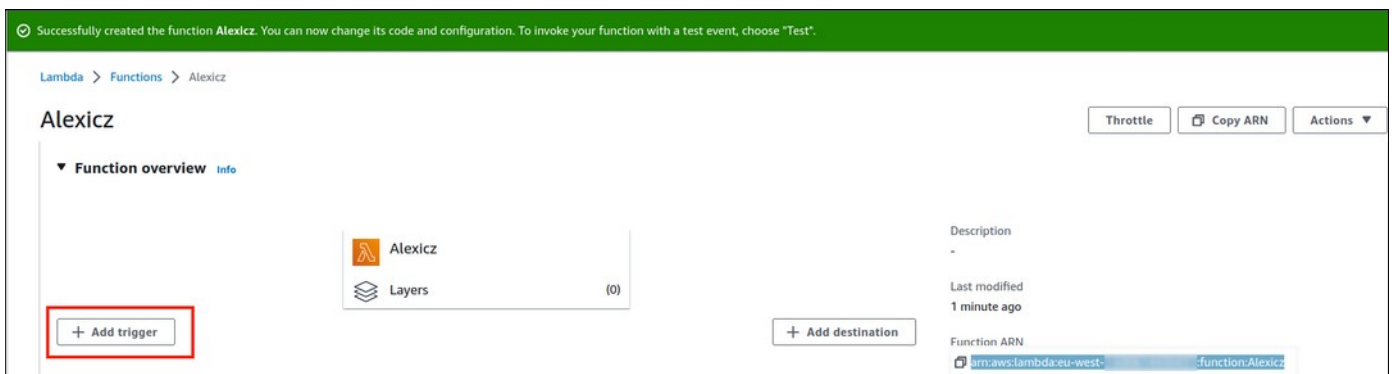 Successfully created the function Alexicz. You can now change its code and configuration. To invoke your function with a test event, choose "Test".
Lambda > Functions > Alexicz
Alexicz
Throttle
Copy ARN
Actions
Function overview Info
Alexicz
Layers (0)
+ Add trigger
+ Add destination
Description
-
Last modified
1 minute ago
Function ARN
arn:aws:lambda:eu-west- :function:Alexicz